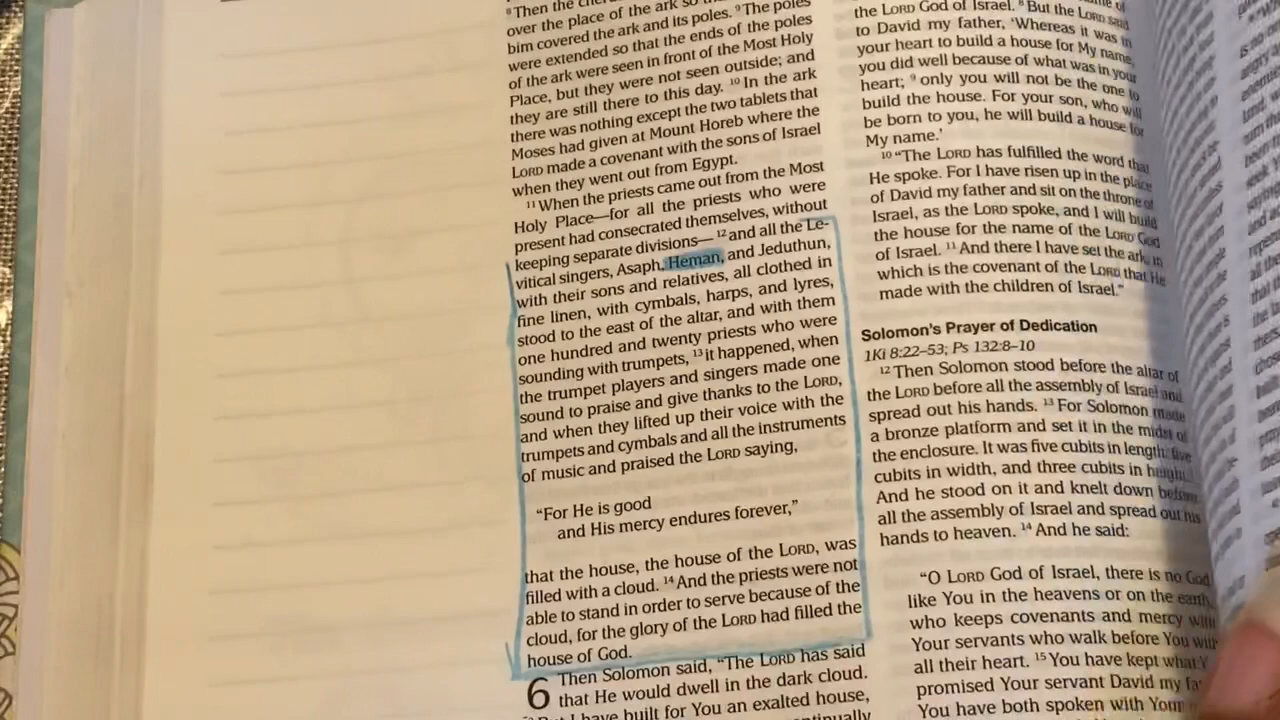 8 Then the
over the place of the ark so
bim covered the ark and its poles. 9 The poles
were extended so that the ends of the poles
of the ark were seen in front of the Most Holy
Place, but they were not seen outside; and
they are still there to this day. 10 In the ark
there was nothing except the two tablets that
Moses had given at Mount Horeb where the
LORD made a covenant with the sons of Israel
when they went out from Egypt.
11 When the priests came out from the Most
Holy Place—for all the priests who were
present had consecrated themselves, without
keeping separate divisions— 12 and all the Le-
vitical singers, Asaph, Heman, and Jeduthun,
with their sons and relatives, all clothed in
fine linen, with cymbals, harps, and lyres,
stood to the east of the altar, and with them
one hundred and twenty priests who were
sounding with trumpets, 13 it happened, when
the trumpet players and singers made one
sound to praise and give thanks to the LORD,
and when they lifted up their voice with the
trumpets and cymbals and all the instruments
of music and praised the LORD saying,
“For He is good
and His mercy endures forever,”
that the house, the house of the LORD, was
filled with a cloud. 14 And the priests were not
able to stand in order to serve because of the
cloud, for the glory of the LORD had filled the
house of God.
6 Then Solomon said, “The LORD has said
that He would dwell in the dark cloud.
I have built for You an exalted house,
the LORD God of Israel. 8 But the LORD said
to David my father, ‘Whereas it was in
your heart to build a house for My name,
you did well because of what was in your
heart; 9 only you will not be the one to
build the house. For your son, who will
be born to you, he will build a house for
My name.’
10 “The LORD has fulfilled the word that
He spoke. For I have risen up in the place
of David my father and sit on the throne of
Israel, as the LORD spoke, and I will build
the house for the name of the LORD God
of Israel. 11 And there I have set the ark, in
which is the covenant of the LORD that He
made with the children of Israel.”
Solomon’s Prayer of Dedication
1Ki 8:22–53; Ps 132:8–10
12 Then Solomon stood before the altar of
the LORD before all the assembly of Israel and
spread out his hands. 13 For Solomon made
a bronze platform and set it in the midst of
the enclosure. It was five cubits in length, five
cubits in width, and three cubits in height.
And he stood on it and knelt down before
all the assembly of Israel and spread out his
hands to heaven. 14 And he said:
“O LORD God of Israel, there is no God
like You in the heavens or on the earth,
who keeps covenants and mercy with
Your servants who walk before You with
all their heart. 15 You have kept what
promised Your servant David my
You have both spoken with Your